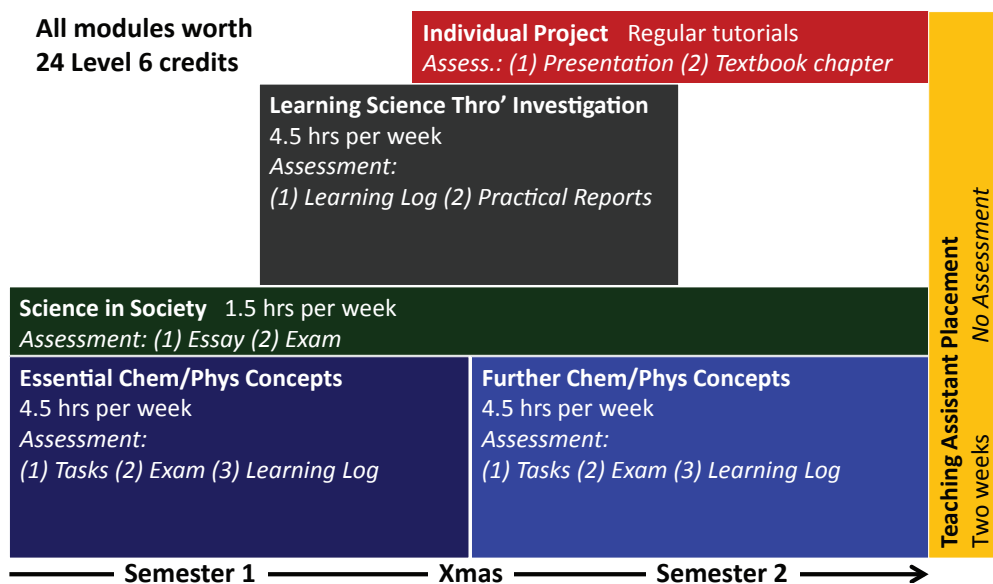 All modules worth
24 Level 6 credits
Individual Project Regular tutorials
Assess.: (1) Presentation (2) Textbook chapter
Learning Science Thro’ Investigation
4.5 hrs per week
Assessment:
(1) Learning Log (2) Practical Reports
Science in Society 1.5 hrs per week
Assessment: (1) Essay (2) Exam
Essential Chem/Phys Concepts
4.5 hrs per week
Assessment:
(1) Tasks (2) Exam (3) Learning Log
Further Chem/Phys Concepts
4.5 hrs per week
Assessment:
(1) Tasks (2) Exam (3) Learning Log
Teaching Assistant Placement
Two weeks No Assessment
Semester 1 Xmas Semester 2